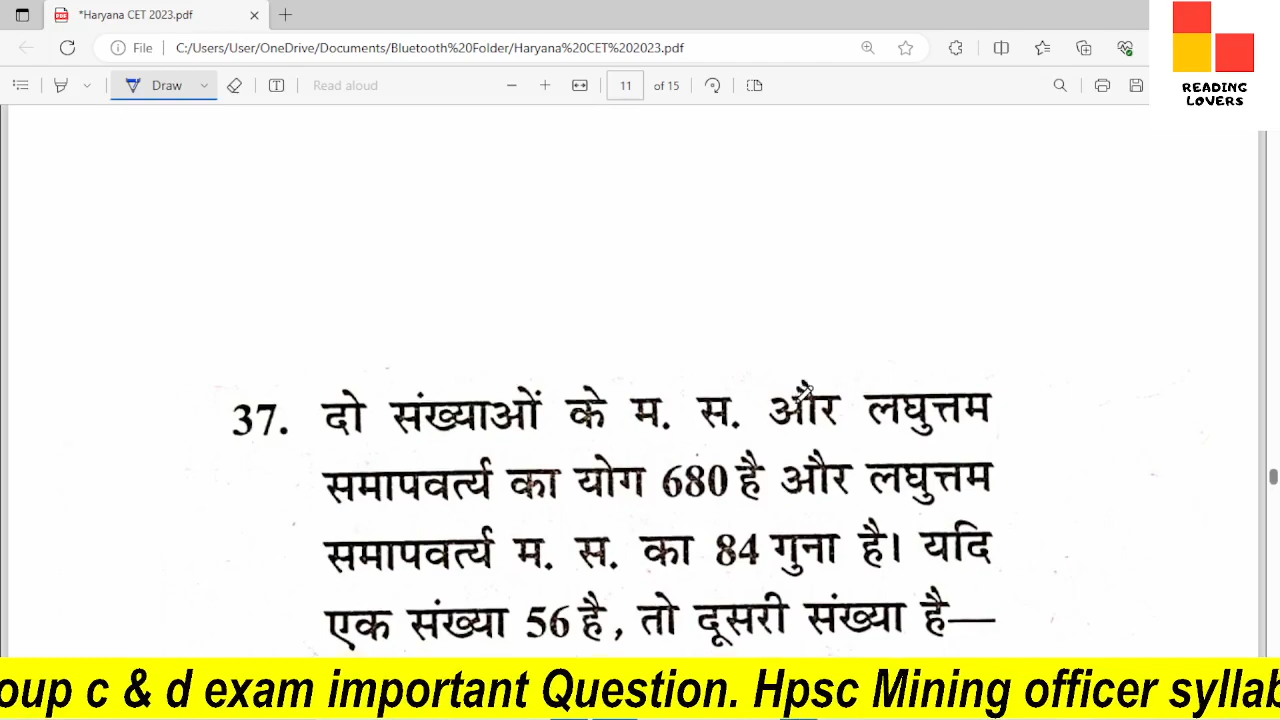 *Haryana CET 2023.pdf
File
C:/Users/User/OneDrive/Documents/Bluetooth%20Folder/Haryana%20CET%202023.pdf
READING
LOVERS
Draw
Read aloud
11 of 15
37. दो संख्याओं के म. स. और लघुत्तम
समापवर्त्य का योग 680 है और लघुत्तम
समापवर्त्य म. स. का 84 गुना है। यदि
एक संख्या 56 है, तो दूसरी संख्या है—
oup c & d exam important Question. Hpsc Mining officer syllab